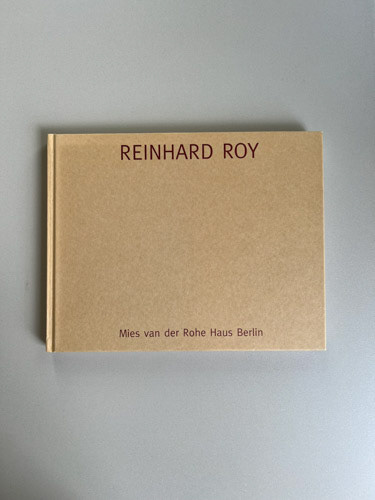 REINHARD ROY
Mies van der Rohe Haus Berlin